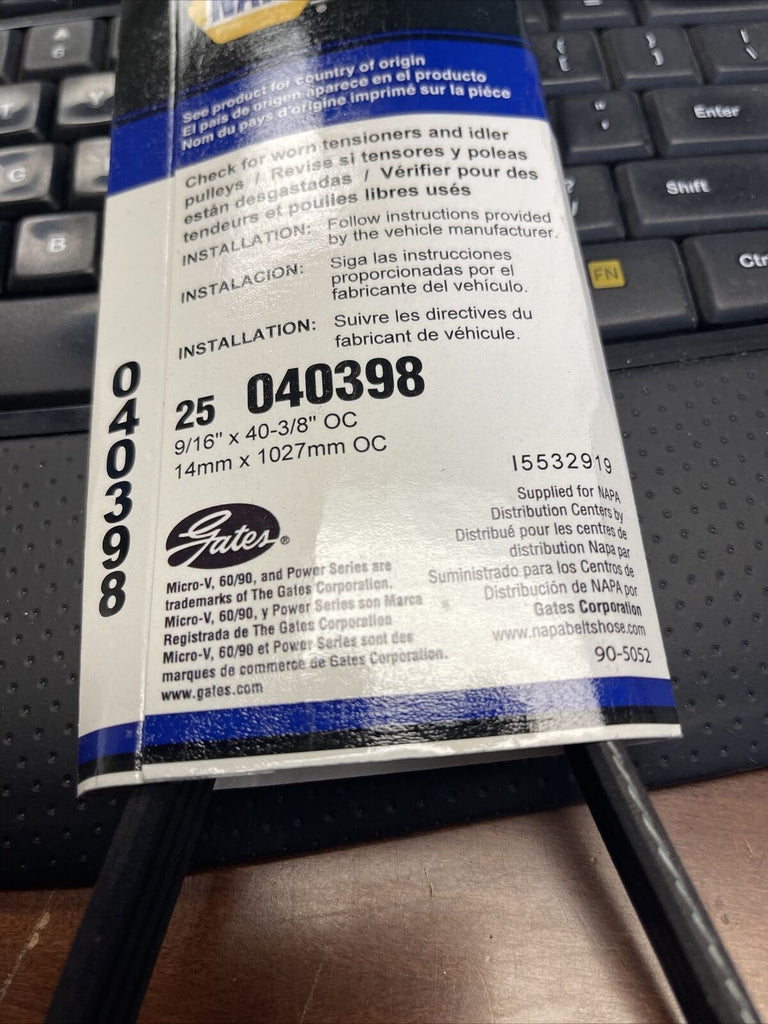 NAPA
See product for country of origin
El país de origen aparece en el producto
Nom du pays d'origine imprimé sur la pièce
Check for worn tensioners and idler
pulleys / Revise si tensores y poleas
están desgastadas / Vérifier pour des
tendeurs et poulies libres usés
INSTALLATION: Follow instructions provided
by the vehicle manufacturer.
INSTALACIÓN: Siga las instrucciones
proporcionadas por el
fabricante del vehículo.
INSTALLATION: Suivre les directives du
fabricant de véhicule.
25 040398
9/16" x 40-3/8" OC
14mm x 1027mm OC
040398
I5532919
Supplied for NAPA
Distribution Centers by
Distribué pour les centres de
distribution Napa par
Suministrado para los Centros de
Distribución de NAPA por
Gates Corporation
www.napabeltshose.com
90-5052
Gates®
Micro-V, 60/90, and Power Series are
trademarks of The Gates Corporation.
Micro-V, 60/90, y Power Series son Marca
Registrada de The Gates Corporation
Micro-V, 60/90 et Power Series sont des
marques de commerce de Gates Corporation.
www.gates.com
A
6
T
Y
G
B
Enter
Shift
FN
Ctr